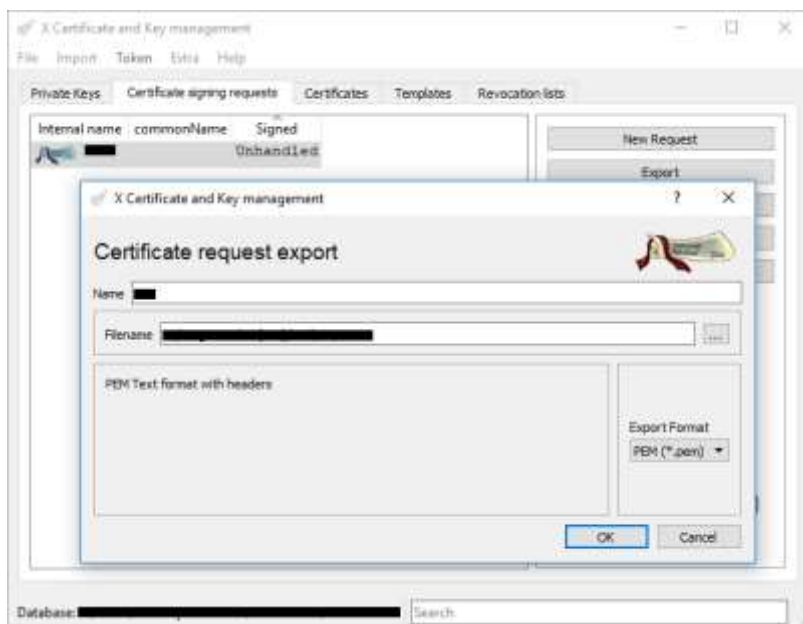 X Certificate and Key management
File Import Token Extra Help
Private Keys Certificate signing requests Certificates Templates Revocation lists
Internal name commonName Signed
Unhandled
New Request
Export
X Certificate and Key management
Certificate request export
Name
Filename
...
PEM Text format with headers
Export Format
PEM (*.pem)
OK Cancel
Database:
Search